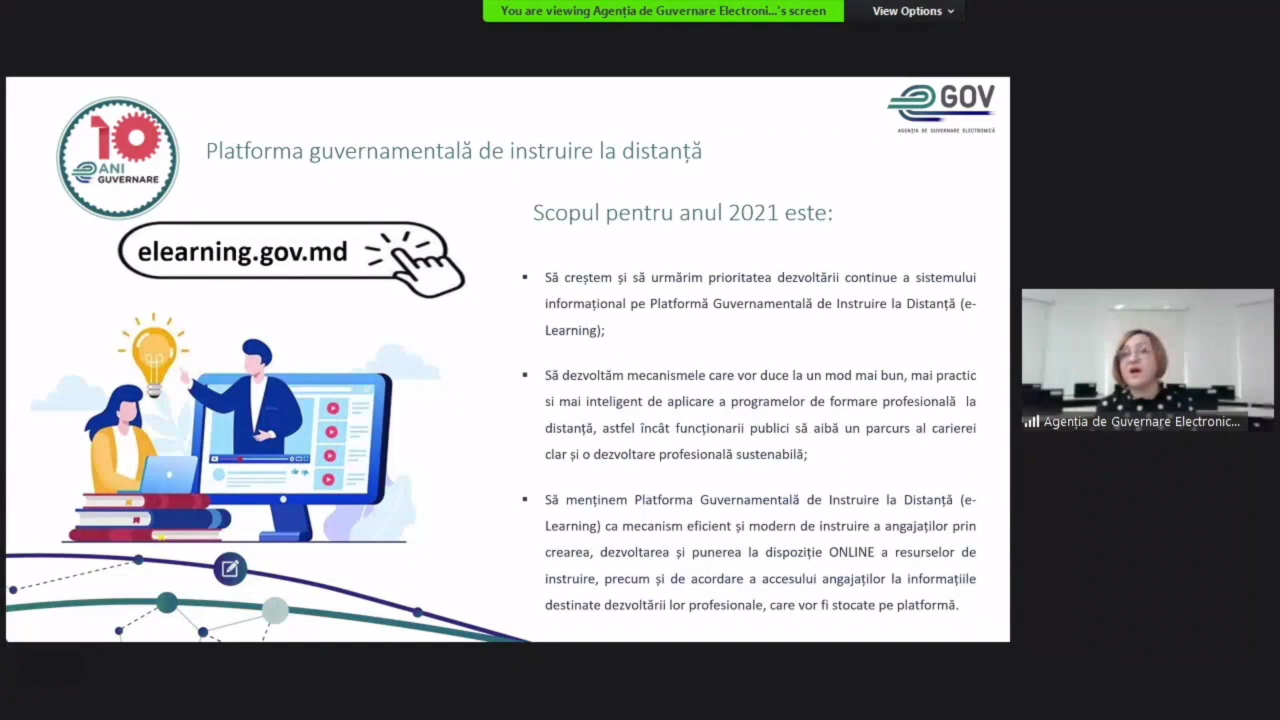 You are viewing Agenția de Guvernare Electroni...'s screen
View Options
10
ANI
GUVERNARE
GOV
AGENȚIA DE GUVERNARE ELECTRONICĂ
Platforma guvernamentală de instruire la distanță
elearning.gov.md
Scopul pentru anul 2021 este:
Să creștem și să urmărim prioritatea dezvoltării continue a sistemului
informațional pe Platformă Guvernamentală de Instruire la Distanță (e-
Learning);
Să dezvoltăm mecanismele care vor duce la un mod mai bun, mai practic
si mai inteligent de aplicare a programelor de formare profesională la
distanță, astfel încât funcționarii publici să aibă un parcurs al carierei
clar și o dezvoltare profesională sustenabilă;
Să menținem Platforma Guvernamentală de Instruire la Distanță (e-
Learning) ca mecanism eficient și modern de instruire a angajaților prin
crearea, dezvoltarea și punerea la dispoziție ONLINE a resurselor de
instruire, precum și de acordare a accesului angajaților la informațiile
destinate dezvoltării lor profesionale, care vor fi stocate pe platformă.
Agenția de Guvernare Electronic...